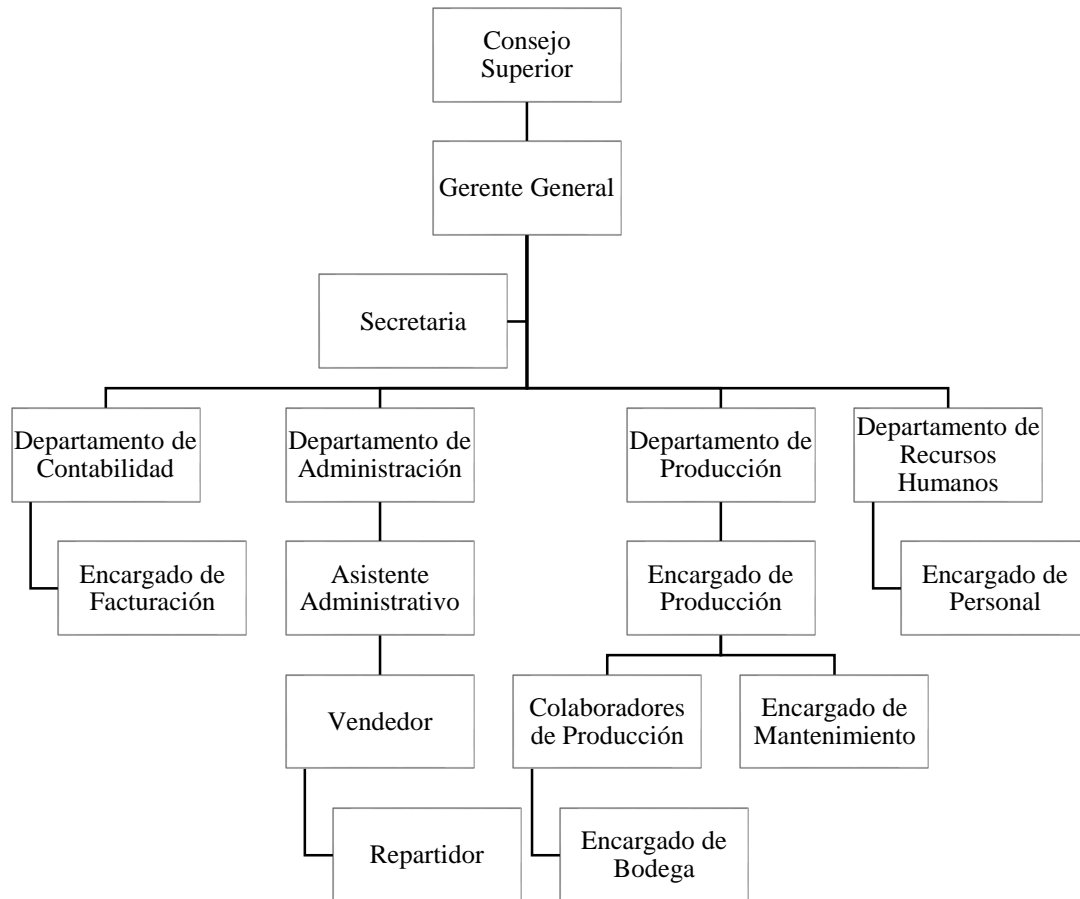 Consejo
Superior
Gerente General
Secretaria
Departamento de
Contabilidad
Departamento de
Administración
Departamento de
Producción
Departamento de
Recursos
Humanos
Encargado de
Facturación
Asistente
Administrativo
Encargado de
Producción
Encargado de
Personal
Vendedor
Colaboradores
de Producción
Encargado de
Mantenimiento
Repartidor
Encargado de
Bodega